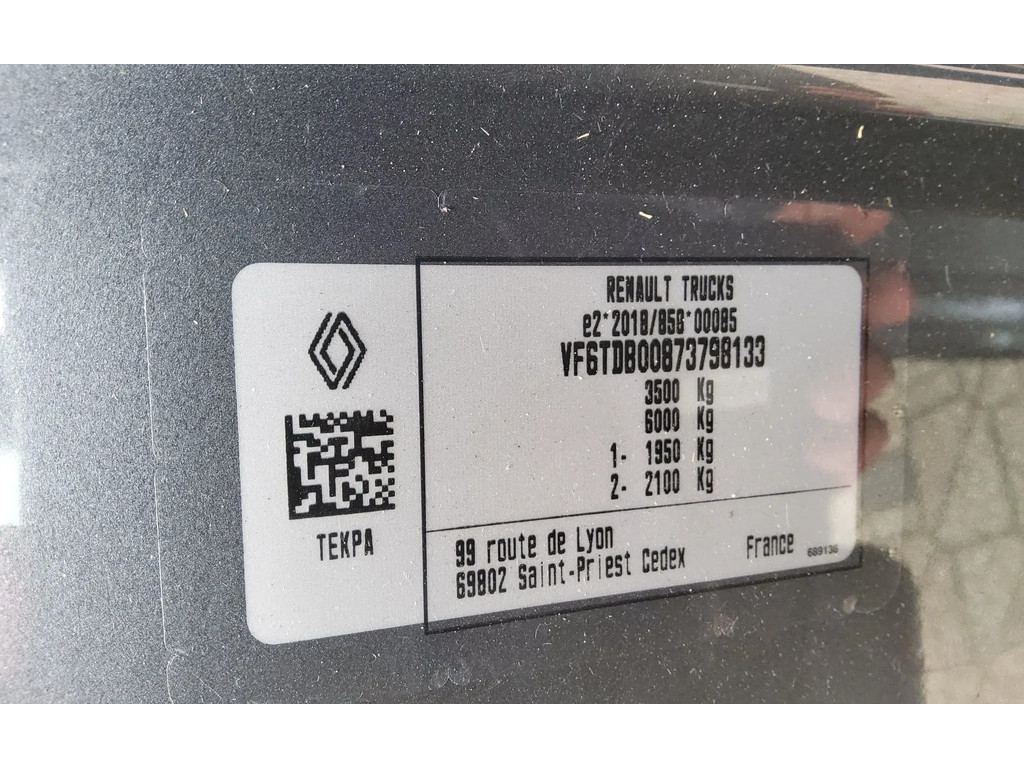 RENAULT TRUCKS
e2*2018/858*00085
VF6TDB00873798133
3500 Kg
6000 Kg
1- 1950 Kg
2- 2100 Kg
TEKPA
99 route de Lyon
69802 Saint-Priest Cedex France 689136